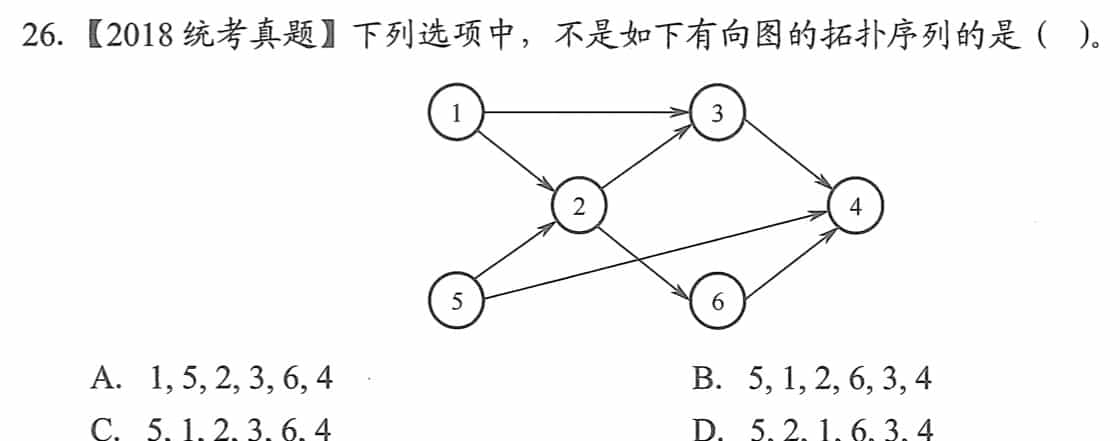 26.【2018 统考真题】下列选项中，不是如下有向图的拓扑序列的是（ ）。
1
3
2
4
5
6
A. 1, 5, 2, 3, 6, 4
B. 5, 1, 2, 6, 3, 4
C. 5, 1, 2, 3, 6, 4
D. 5, 2, 1, 6, 3, 4